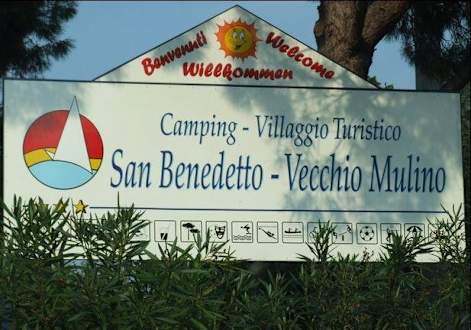 Benvenuti Welcome
Willkommen
Camping - Villaggio Turistico
San Benedetto - Vecchio Mulino